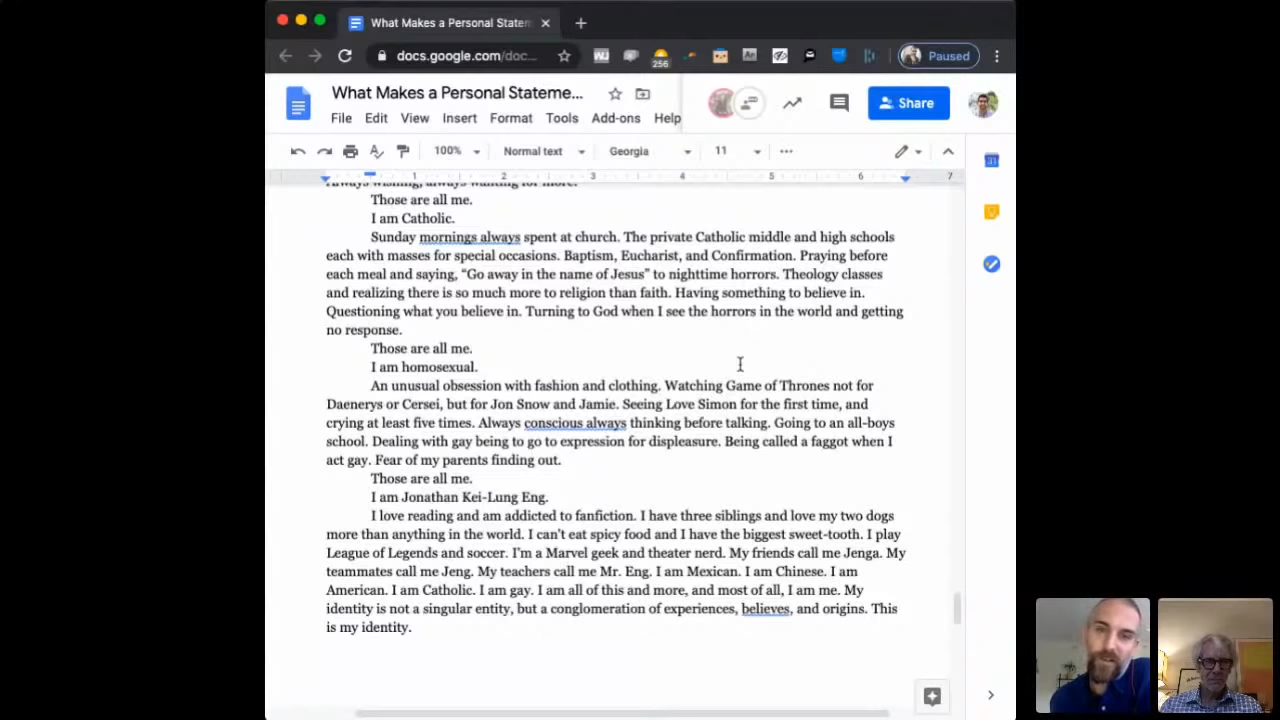 What Makes a Personal Statem
docs.google.com/doc...
256
Paused
What Makes a Personal Stateme...
Share
File Edit View Insert Format Tools Add-ons Help
100% Normal text Georgia 11
1 2 3 4 5 6 7
Always wishing, always wanting for more.
Those are all me.
I am Catholic.
Sunday mornings always spent at church. The private Catholic middle and high schools
each with masses for special occasions. Baptism, Eucharist, and Confirmation. Praying before
each meal and saying, “Go away in the name of Jesus” to nighttime horrors. Theology classes
and realizing there is so much more to religion than faith. Having something to believe in.
Questioning what you believe in. Turning to God when I see the horrors in the world and getting
no response.
Those are all me.
I am homosexual.
An unusual obsession with fashion and clothing. Watching Game of Thrones not for
Daenerys or Cersei, but for Jon Snow and Jamie. Seeing Love Simon for the first time, and
crying at least five times. Always conscious always thinking before talking. Going to an all-boys
school. Dealing with gay being to go to expression for displeasure. Being called a faggot when I
act gay. Fear of my parents finding out.
Those are all me.
I am Jonathan Kei-Lung Eng.
I love reading and am addicted to fanfiction. I have three siblings and love my two dogs
more than anything in the world. I can’t eat spicy food and I have the biggest sweet-tooth. I play
League of Legends and soccer. I’m a Marvel geek and theater nerd. My friends call me Jenga. My
teammates call me Jeng. My teachers call me Mr. Eng. I am Mexican. I am Chinese. I am
American. I am Catholic. I am gay. I am all of this and more, and most of all, I am me. My
identity is not a singular entity, but a conglomeration of experiences, believes, and origins. This
is my identity.